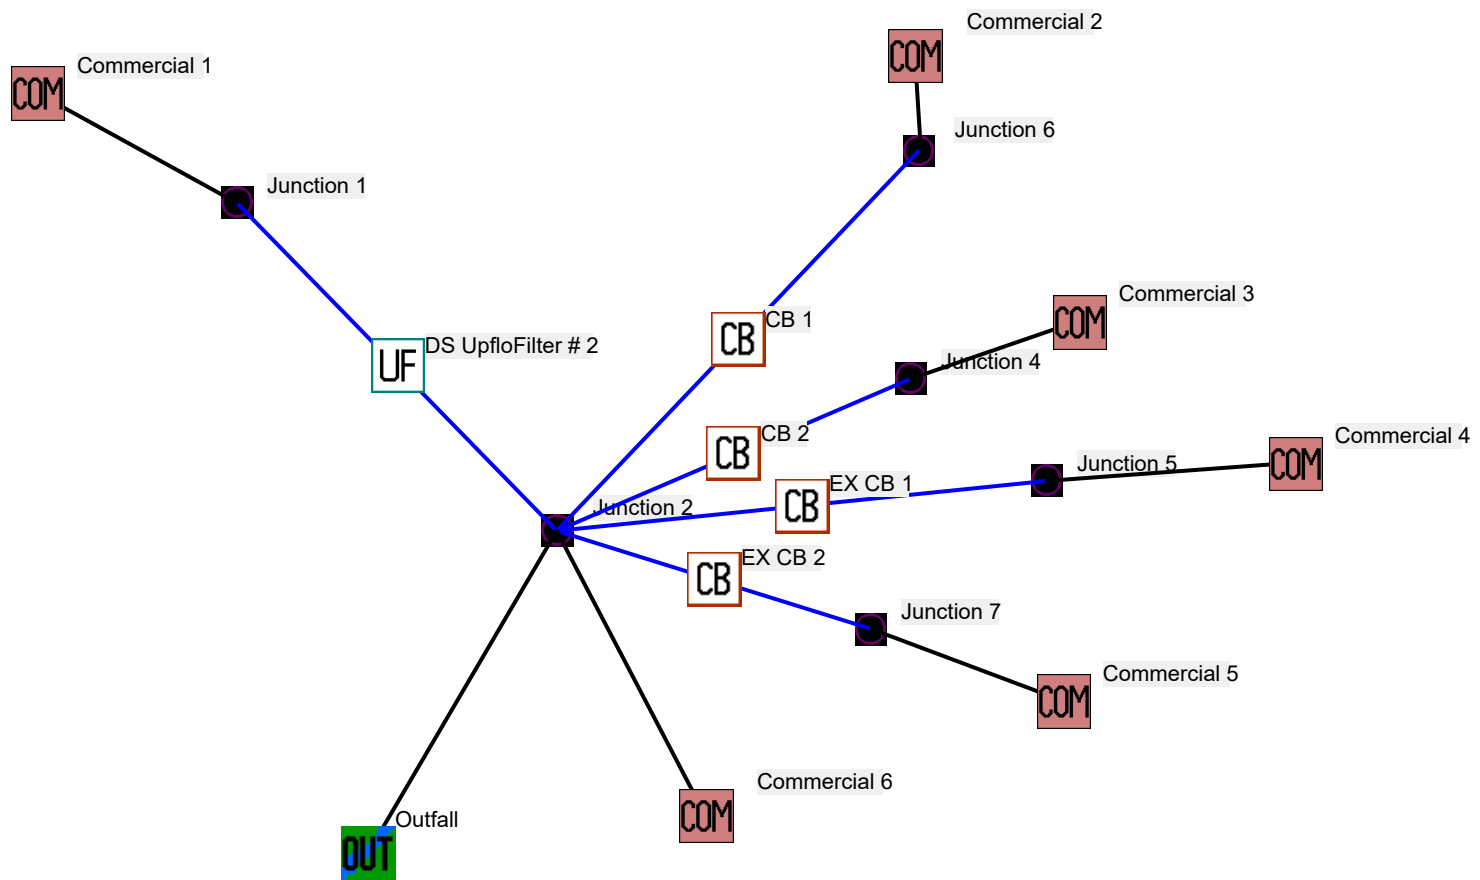 Commercial 2
COM
Commercial 1
COM
Junction 6
Junction 1
Commercial 3
COM
CB 1
CB
DS UpfloFilter # 2
UF
Junction 4
CB 2
CB
Commercial 4
COM
Junction 5
EX CB 1
CB
Junction 2
EX CB 2
CB
Junction 7
Commercial 5
COM
Commercial 6
COM
Outfall
OUT